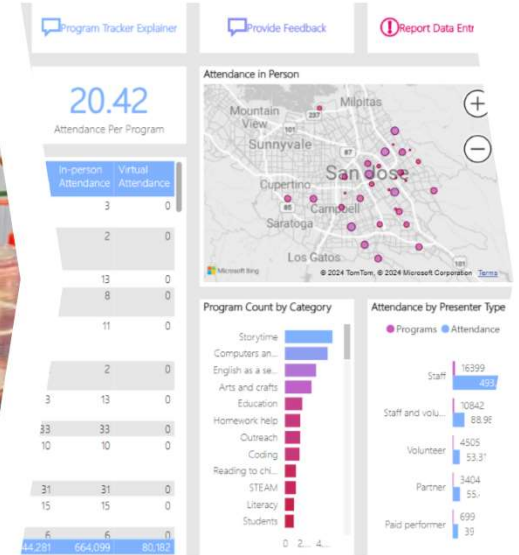 Program Tracker Explainer
Provide Feedback
Report Data Entr
20.42
Attendance Per Program
In-person Attendance Virtual Attendance
3 0
2 0
13 0
8 0
11 0
2 0
3 13 0
33 33 0
10 10 0
31 31 0
15 15 0
6 6 0
44,281 664,099 80,182
Attendance in Person
Milpitas
Mountain View
237
101
Sunnyvale
87
San Jose
Cupertino
85
Campbell
Saratoga
Los Gatos
101
Microsoft Bing
© 2024 TomTom, © 2024 Microsoft Corporation Terms
Program Count by Category
Storytime
Computers an...
English as a se...
Arts and crafts
Education
Homework help
Outreach
Coding
Reading to chi...
STEAM
Literacy
Students
0 2... 4...
Attendance by Presenter Type
Programs Attendance
Staff
16399
493,
Staff and volu...
10842
88.98
Volunteer
4505
53.3
Partner
3404
55.
Paid performer
699
39